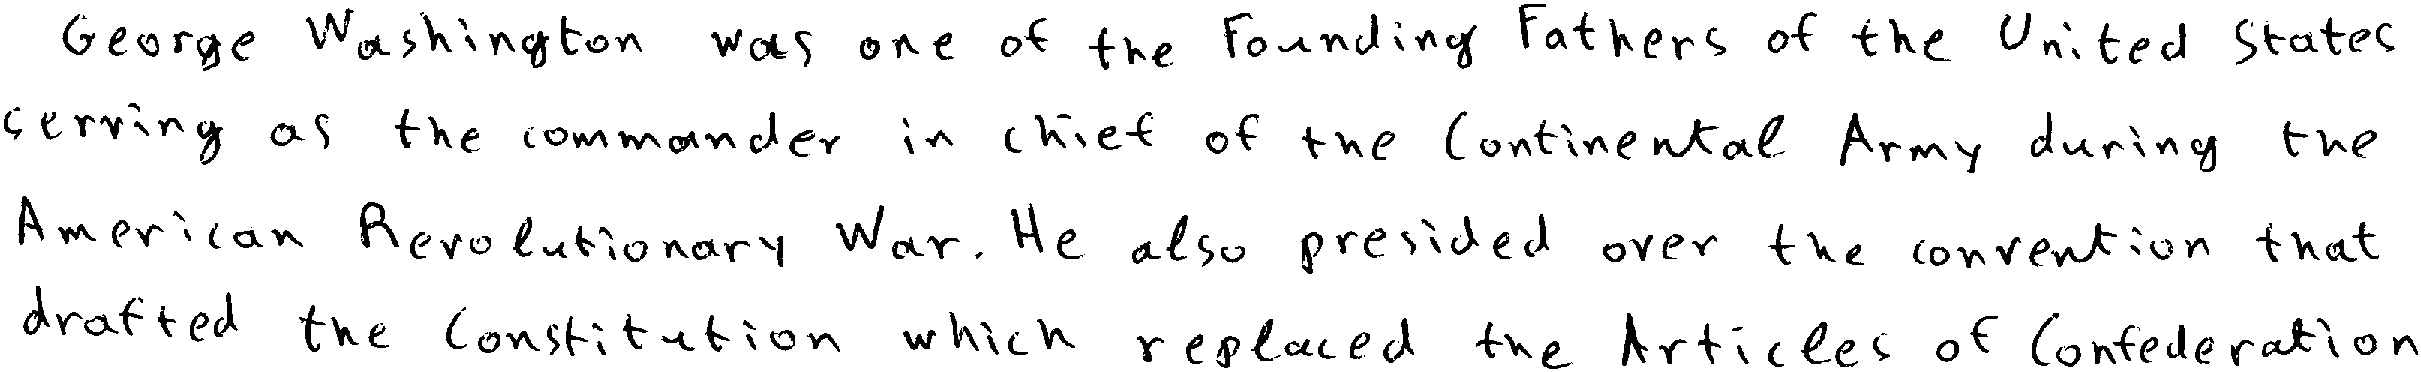 George Washington was one of the Founding Fathers of the United States
serving as the commander in chief of the Continental Army during the
American Revolutionary War. He also presided over the convention that
drafted the Constitution which replaced the Articles of Confederation